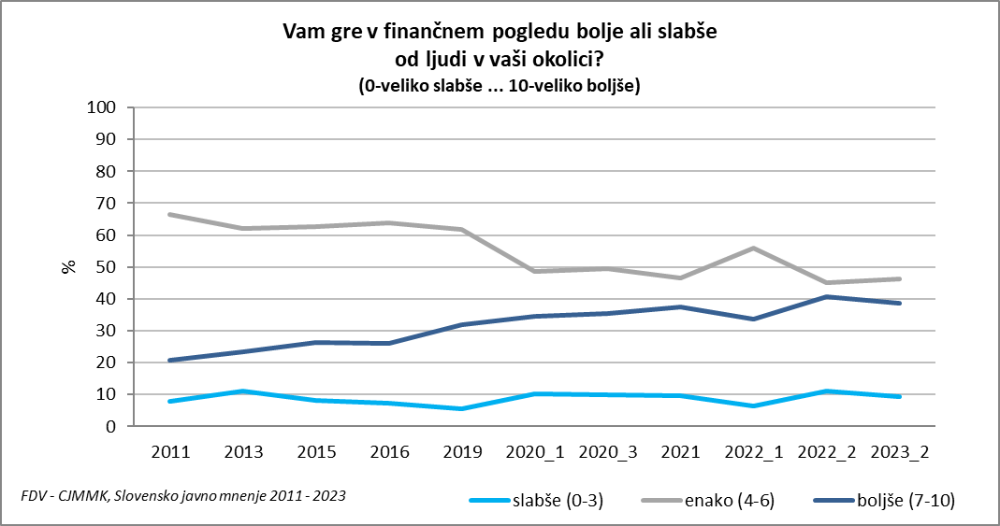 Vam gre v finančnem pogledu bolje ali slabše
od ljudi v vaši okolici?
(0-veliko slabše ... 10-veliko boljše)
100
90
80
70
60
50
40
30
20
10
0
%
2011 2013 2015 2016 2019 2020_1 2020_3 2021 2022_1 2022_2 2023_2
FDV - CJMMK, Slovensko javno mnenje 2011 - 2023
slabše (0-3) enako (4-6) boljše (7-10)